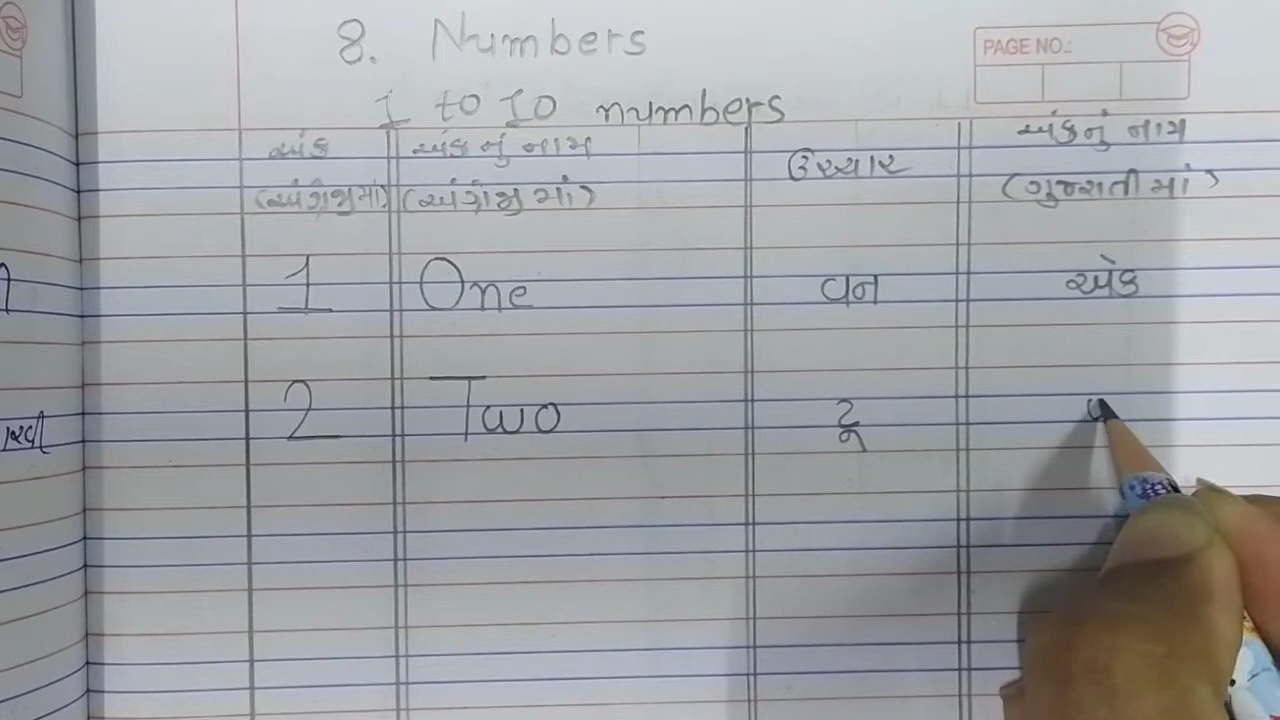 8. Numbers
PAGE NO.:
1 to 10 numbers
અંક અંકનું નામ ઉચ્ચાર અંકનું નામ
(અંગ્રેજીમાં) (અંગ્રેજીમાં) (ગુજરાતીમાં)
1 One વન એક
2 Two ટૂ